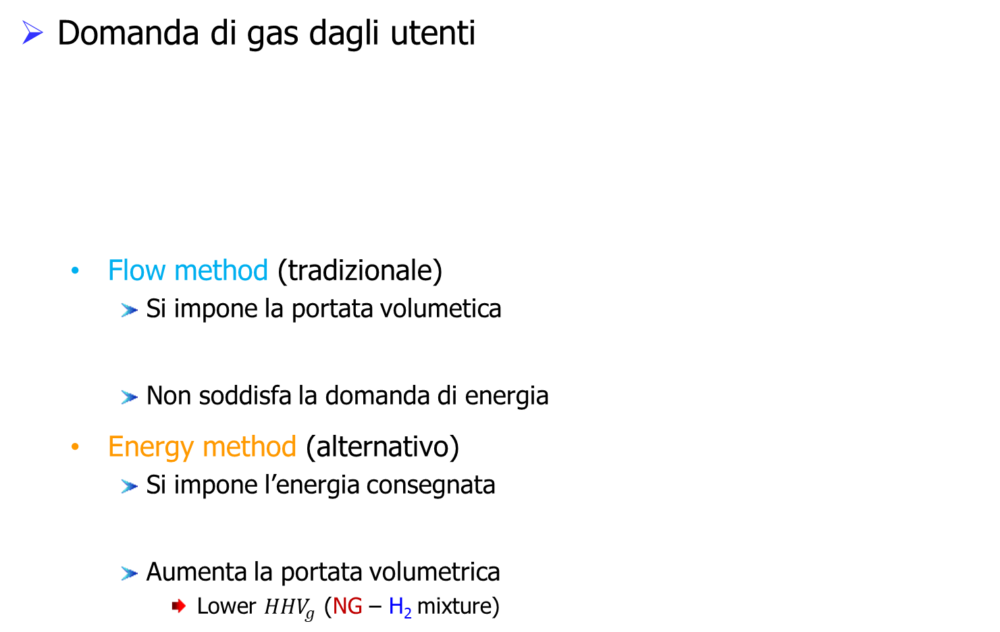 Domanda di gas dagli utenti
Flow method (tradizionale)
Si impone la portata volumetica
Non soddisfa la domanda di energia
Energy method (alternativo)
Si impone l’energia consegnata
Aumenta la portata volumetrica
Lower HHVg (NG – H2 mixture)